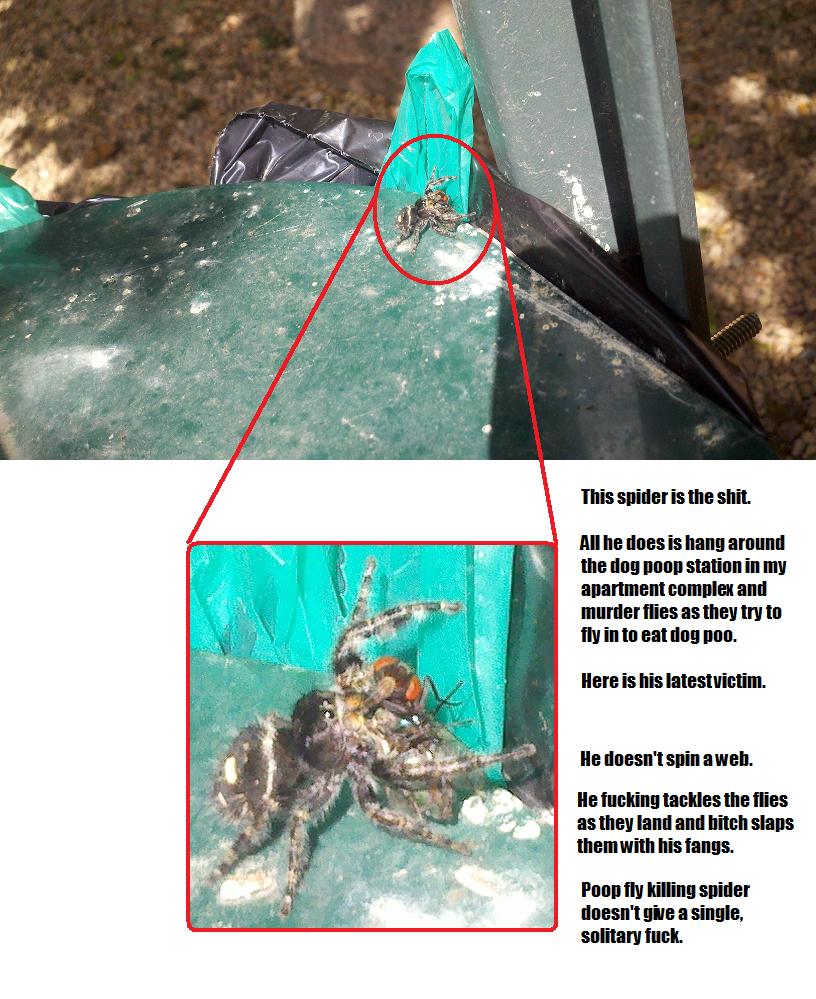 This spider is the shit.
All he does is hang around
the dog poop station in my
apartment complex and
murder flies as they try to
fly in to eat dog poo.
Here is his latest victim.
He doesn't spin a web.
He fucking tackles the flies
as they land and bitch slaps
them with his fangs.
Poop fly killing spider
doesn't give a single,
solitary fuck.